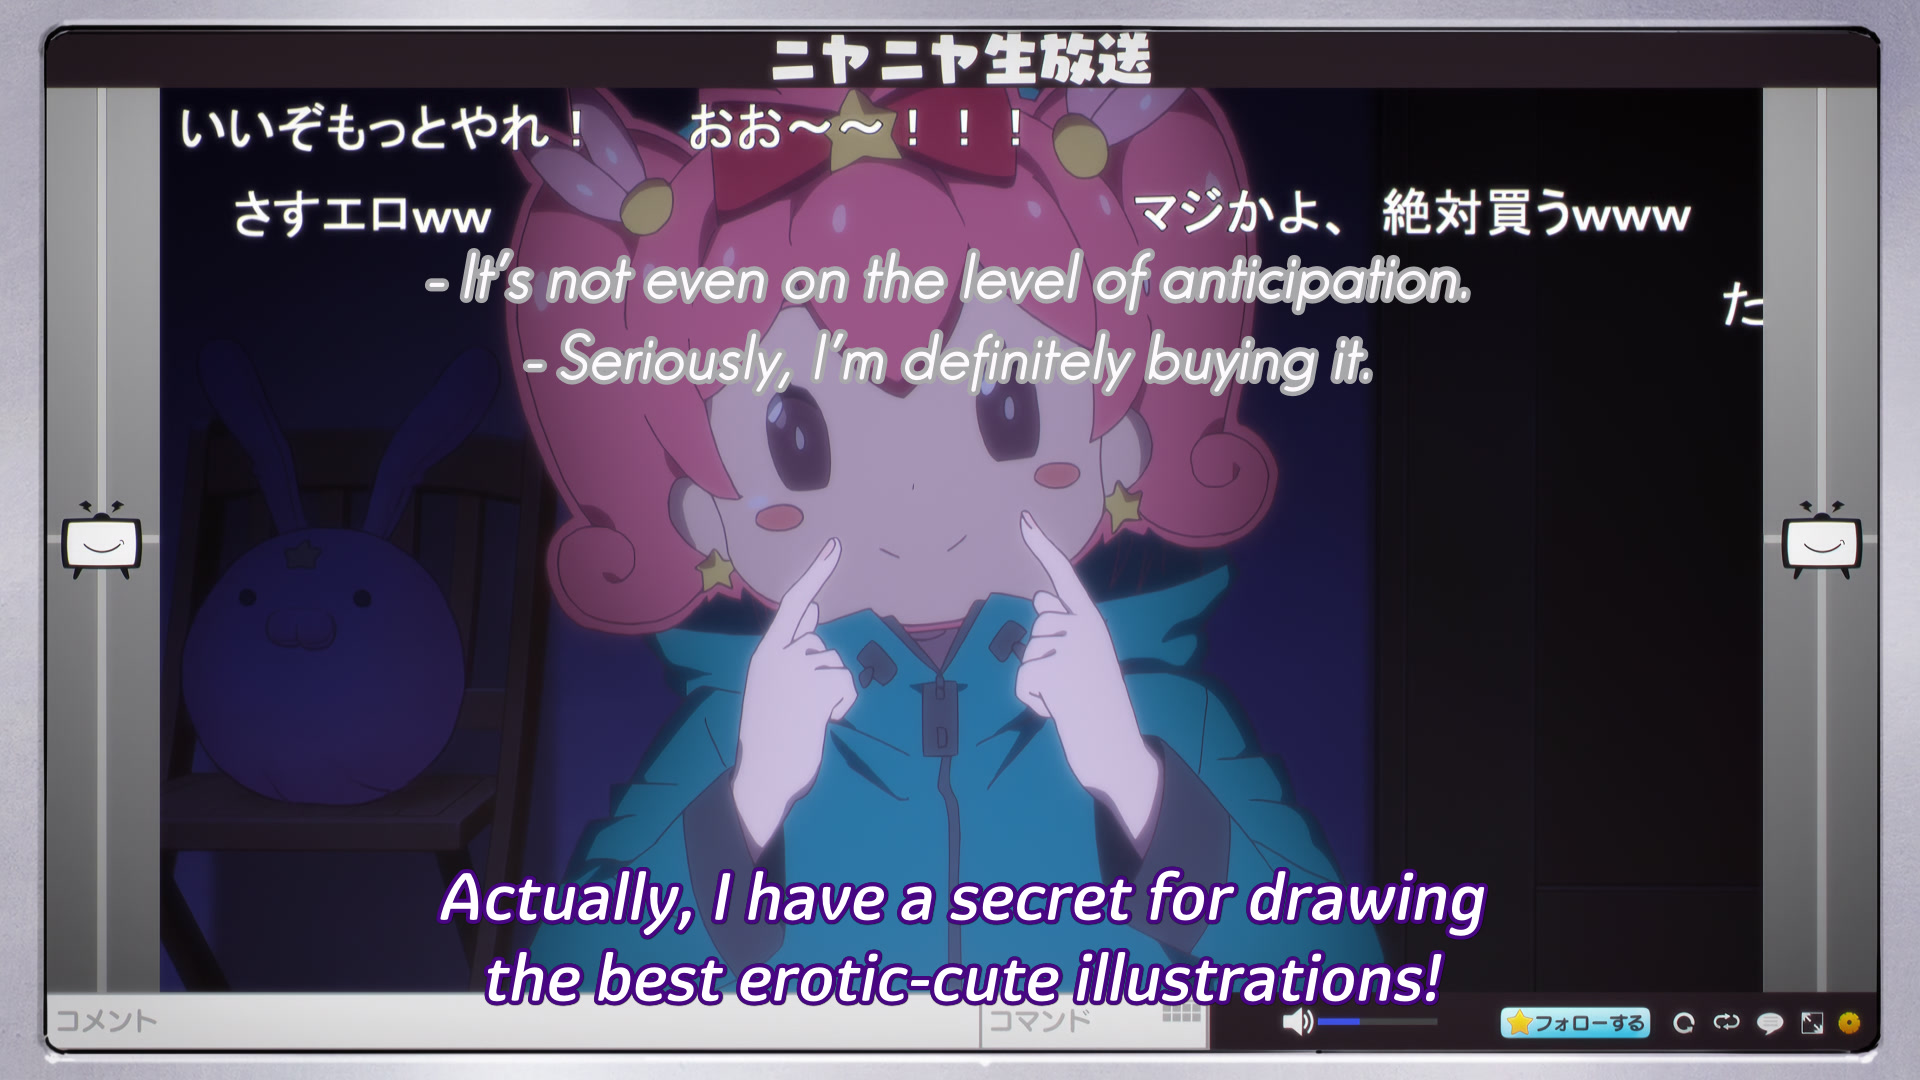 ニヤニヤ生放送
いいぞもっとやれ！ おお～～！！！
さすエロww マジかよ、絶対買うwww
- It's not even on the level of anticipation.
た
- Seriously, I'm definitely buying it.
Actually, I have a secret for drawing
the best erotic-cute illustrations!
コメント コマンド フォローする